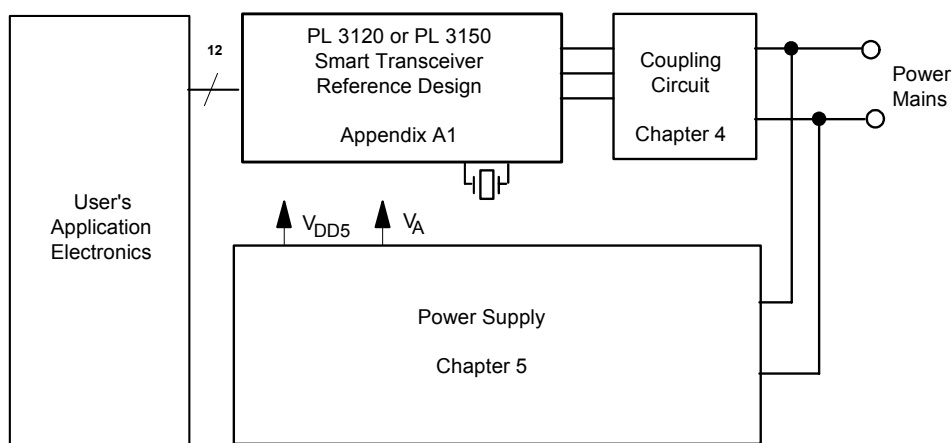 User's
Application
Electronics
12
PL 3120 or PL 3150
Smart Transceiver
Reference Design
Appendix A1
Coupling
Circuit
Chapter 4
Power
Mains
VDD5
VA
Power Supply
Chapter 5